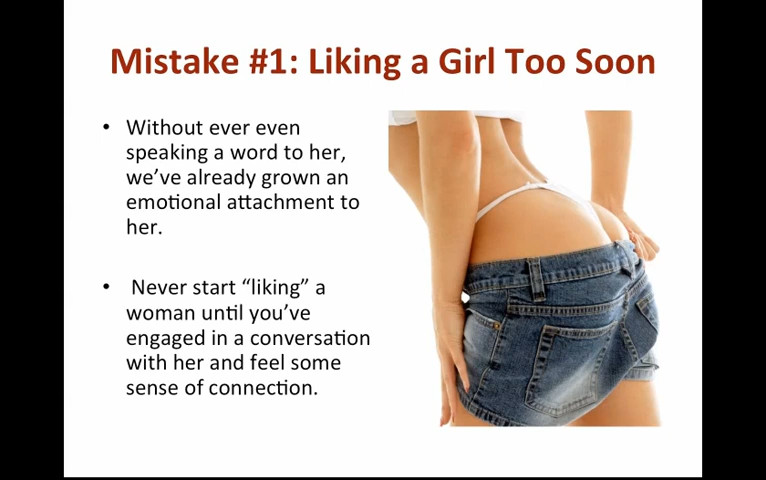 Mistake #1: Liking a Girl Too Soon
• Without ever even
speaking a word to her,
we’ve already grown an
emotional attachment to
her.
• Never start “liking” a
woman until you’ve
engaged in a conversation
with her and feel some
sense of connection.